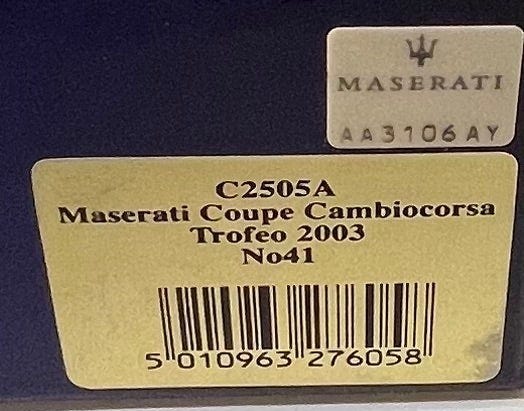 MASERATI
AA3106AY
C2505A
Maserati Coupe Cambiocorsa
Trofeo 2003
No41
5 010963 276058